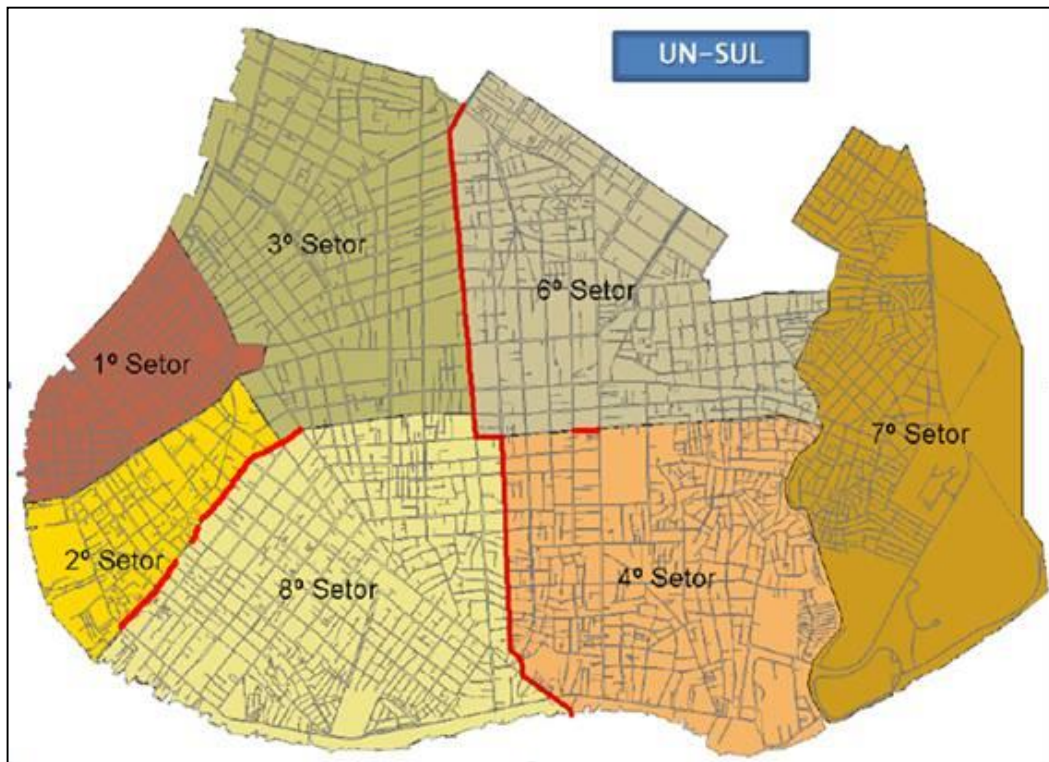 UN-SUL
3º Setor
6º Setor
1º Setor
7º Setor
2º Setor
8º Setor
4º Setor